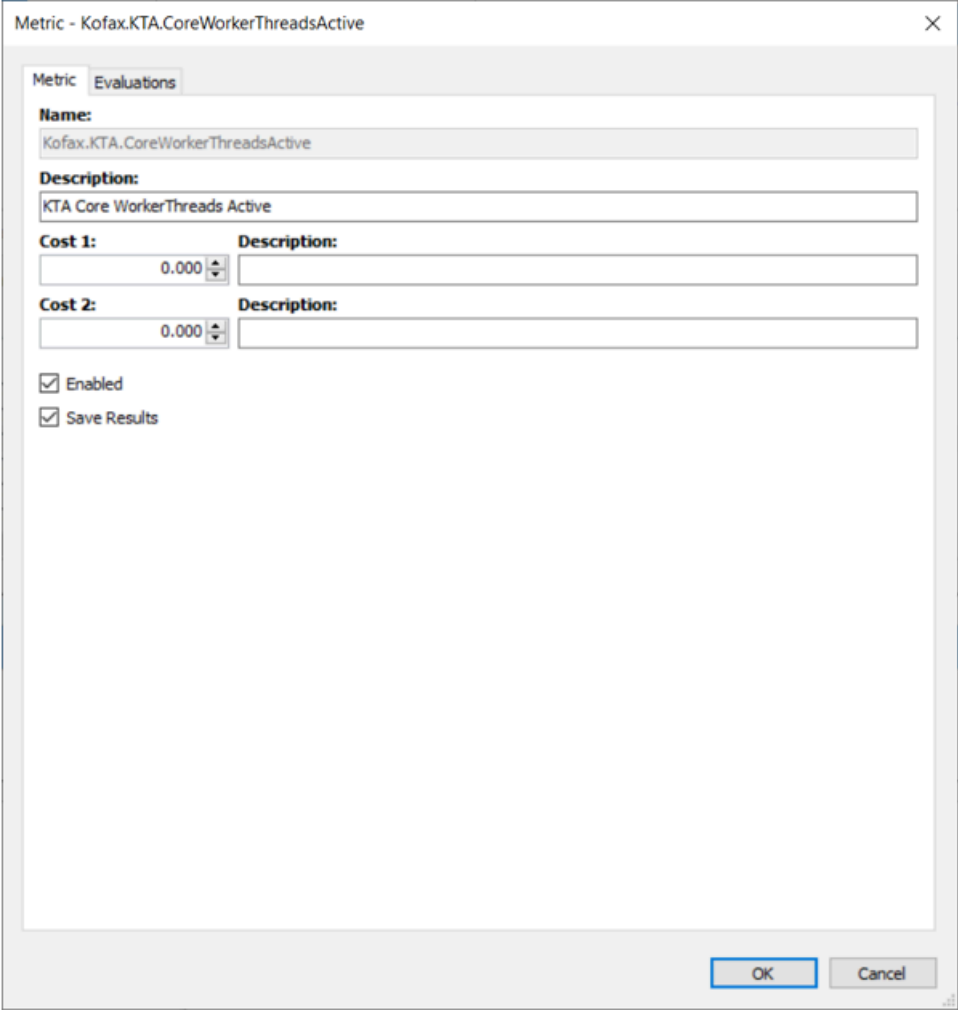 Metric - Kofax.KTA.CoreWorkerThreadsActive
Metric Evaluations
Name:
Kofax.KTA.CoreWorkerThreadsActive
Description:
KTA Core WorkerThreads Active
Cost 1: Description:
0.000
Cost 2: Description:
0.000
Enabled
Save Results
OK Cancel